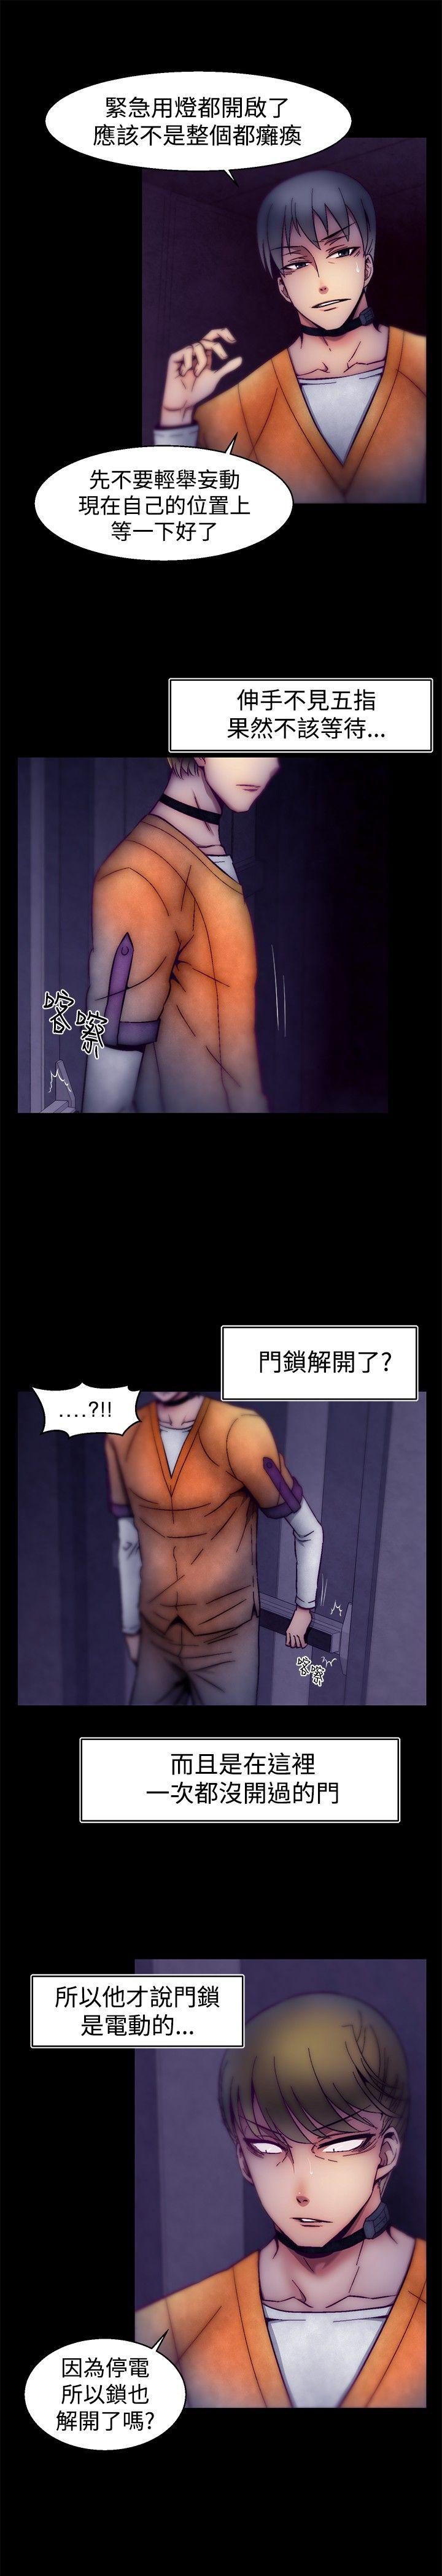 緊急用燈都開啟了
應該不是整個都癱瘓
先不要輕舉妄動
現在自己的位置上
等一下好了
伸手不見五指
果然不該等待...
喀嚓
門鎖解開了?
....?!!
喀嚓
而且是在這裡
一次都沒開過的門
所以他才說門鎖
是電動的...
因為停電
所以鎖也
解開了嗎?